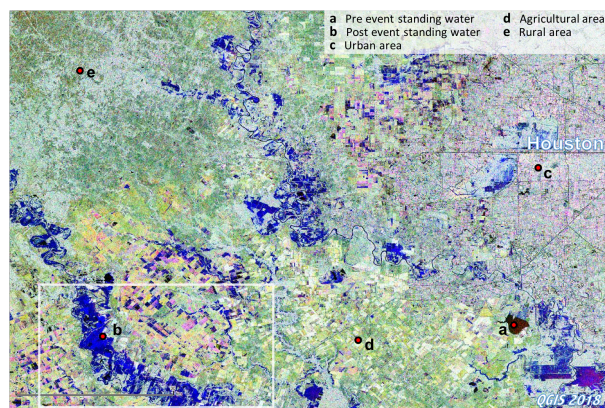 a Pre event standing water d Agricultural area
b Post event standing water e Rural area
c Urban area
e
Houston
c
a
b
d
QGIS 2018